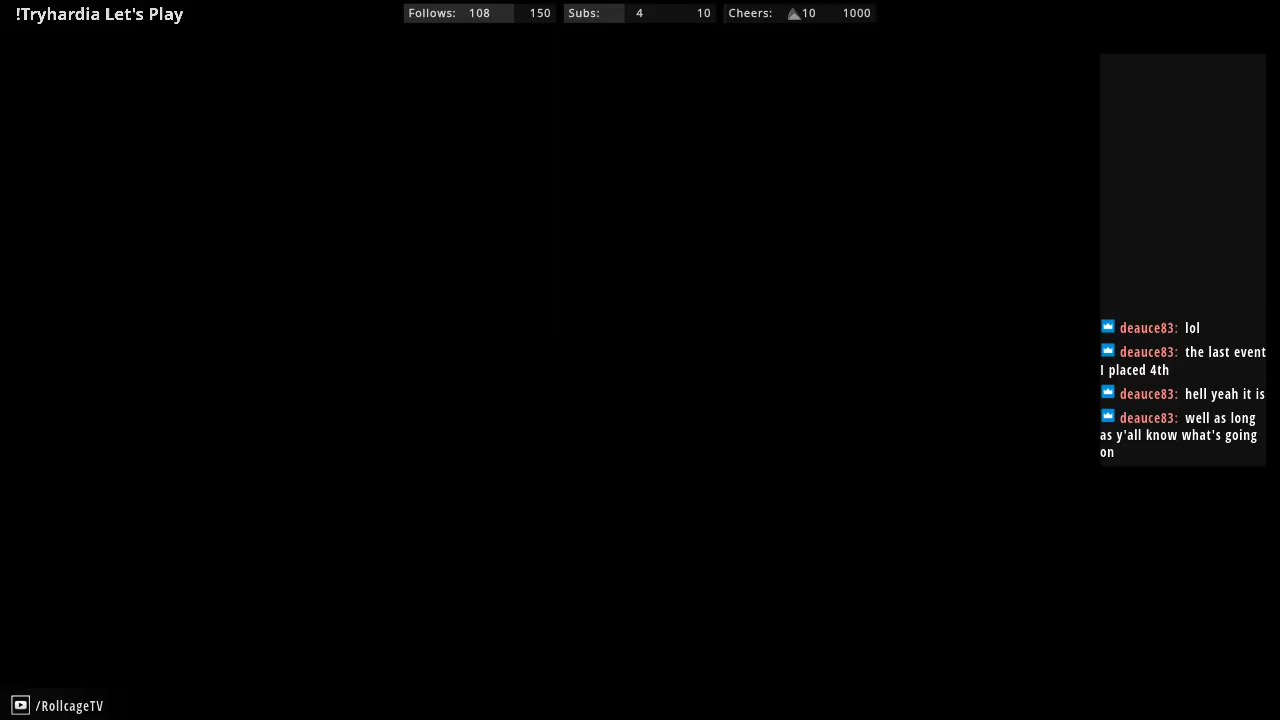 !Tryhardia Let's Play
Follows: 108 150 Subs: 4 10 Cheers: 10 1000
deauce83: lol
deauce83: the last event
I placed 4th
deauce83: hell yeah it is
deauce83: well as long
as y'all know what's going
on
/RollcageTV